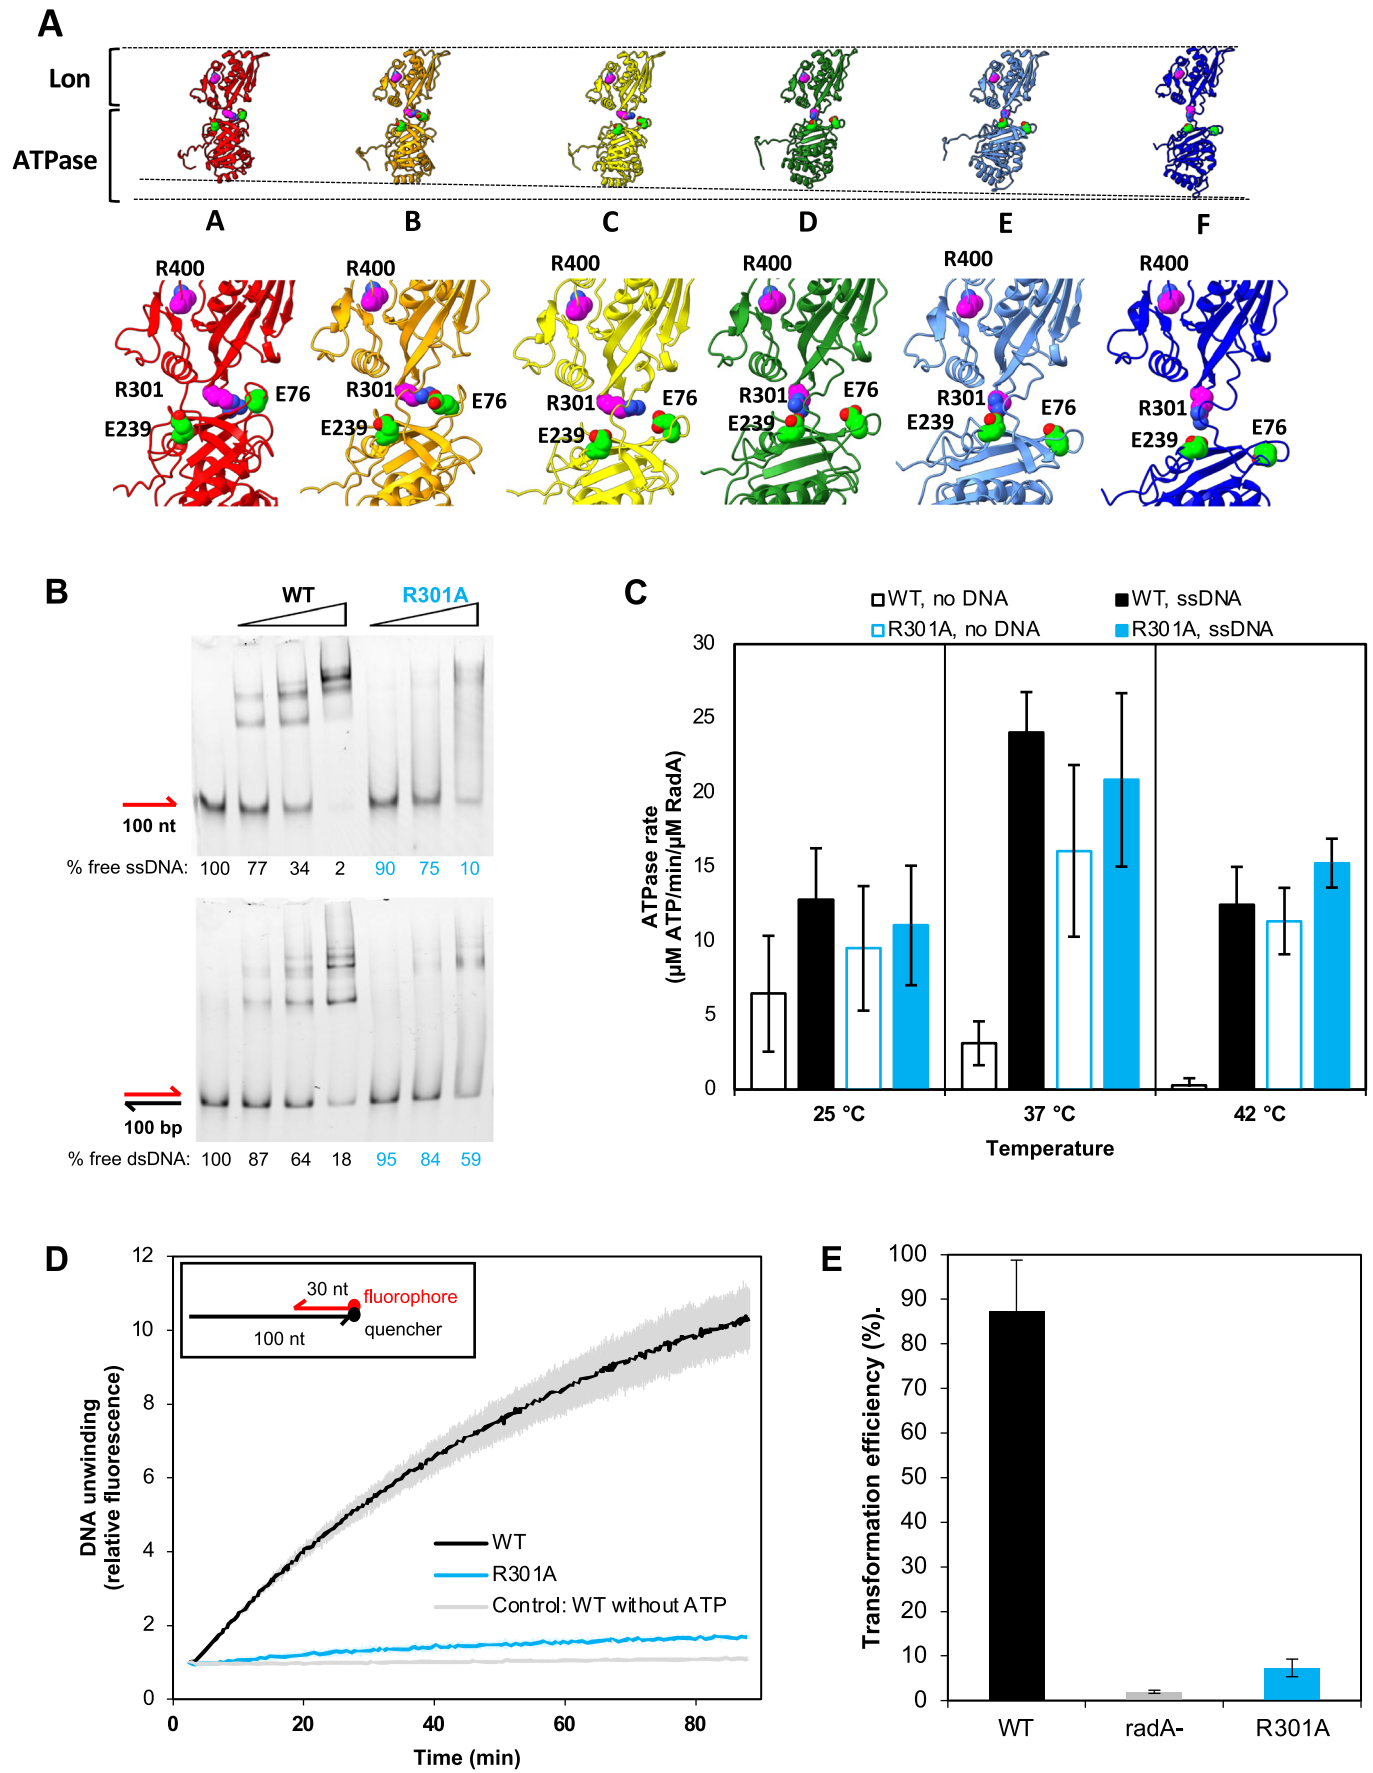 A
Lon
ATPase
A B C D E F
R400 R400 R400 R400 R400 R400
R301 E76 R301 E76 R301 E76 R301 E76 R301 E76 R301 E76
E239 E239 E239 E239 E239 E239
B
WT R301A
100 nt
% free ssDNA: 100 77 34 2 90 75 10
100 bp
% free dsDNA: 100 87 64 18 95 84 59
C
WT, no DNA WT, ssDNA
R301A, no DNA R301A, ssDNA
ATPase rate
(µM ATP/min/µM RadA)
30
25
20
15
10
5
0
25 °C 37 °C 42 °C
Temperature
D
DNA unwinding
(relative fluorescence)
12
10
8
6
4
2
0
30 nt fluorophore
100 nt quencher
WT
R301A
Control: WT without ATP
0 20 40 60 80
Time (min)
E
Transformation efficiency (%).
100
90
80
70
60
50
40
30
20
10
0
WT radA- R301A